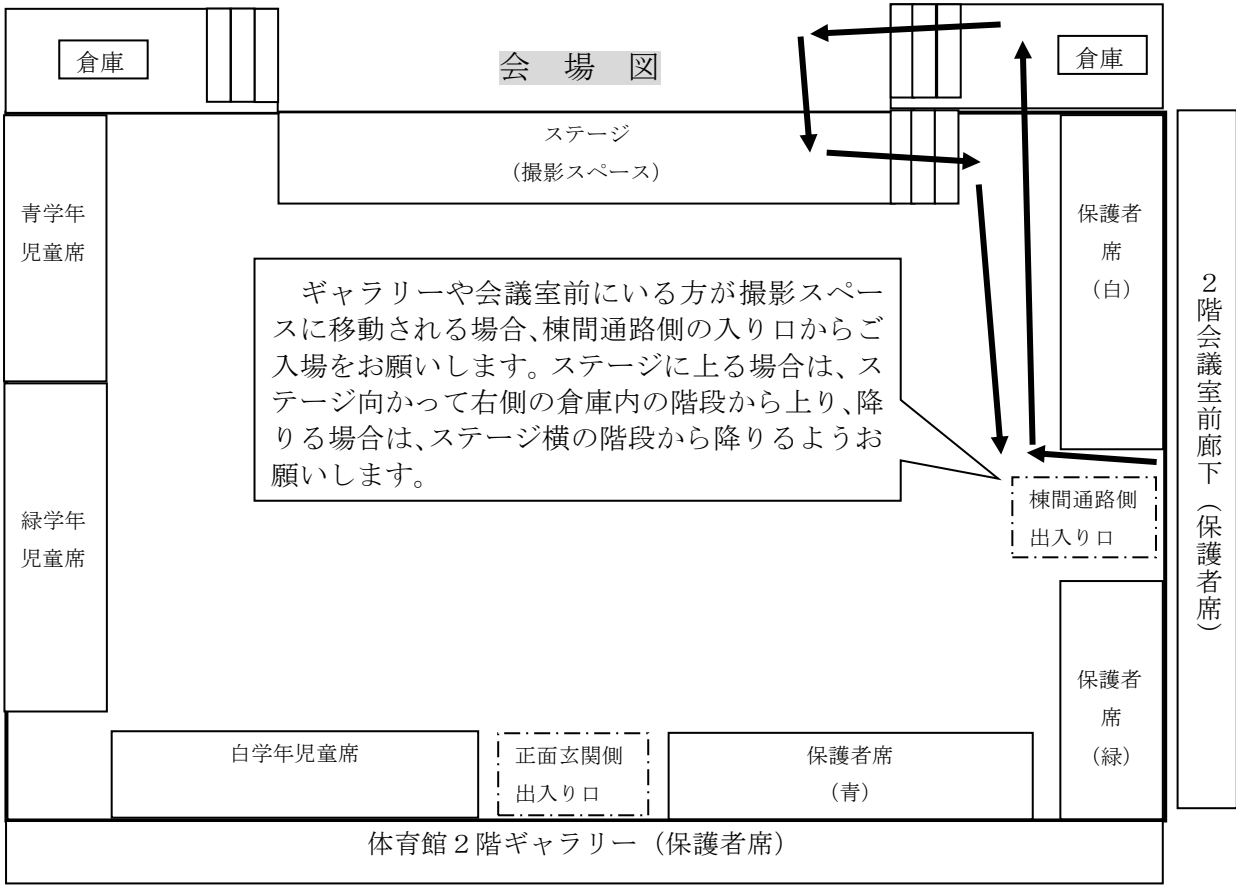 倉庫
会場図
倉庫
ステージ
（撮影スペース）
青学年
児童席
保護者
席
（白）
ギャラリーや会議室前にいる方が撮影スペー
スに移動される場合、棟間通路側の入り口からご
入場をお願いします。ステージに上る場合は、ス
テージ向かって右側の倉庫内の階段から上り、降
りる場合は、ステージ横の階段から降りるようお
願いします。
２階会議室前廊下（保護者席）
緑学年
児童席
棟間通路側
出入り口
保護者
席
（緑）
白学年児童席
正面玄関側
出入り口
保護者席
（青）
体育館２階ギャラリー（保護者席）